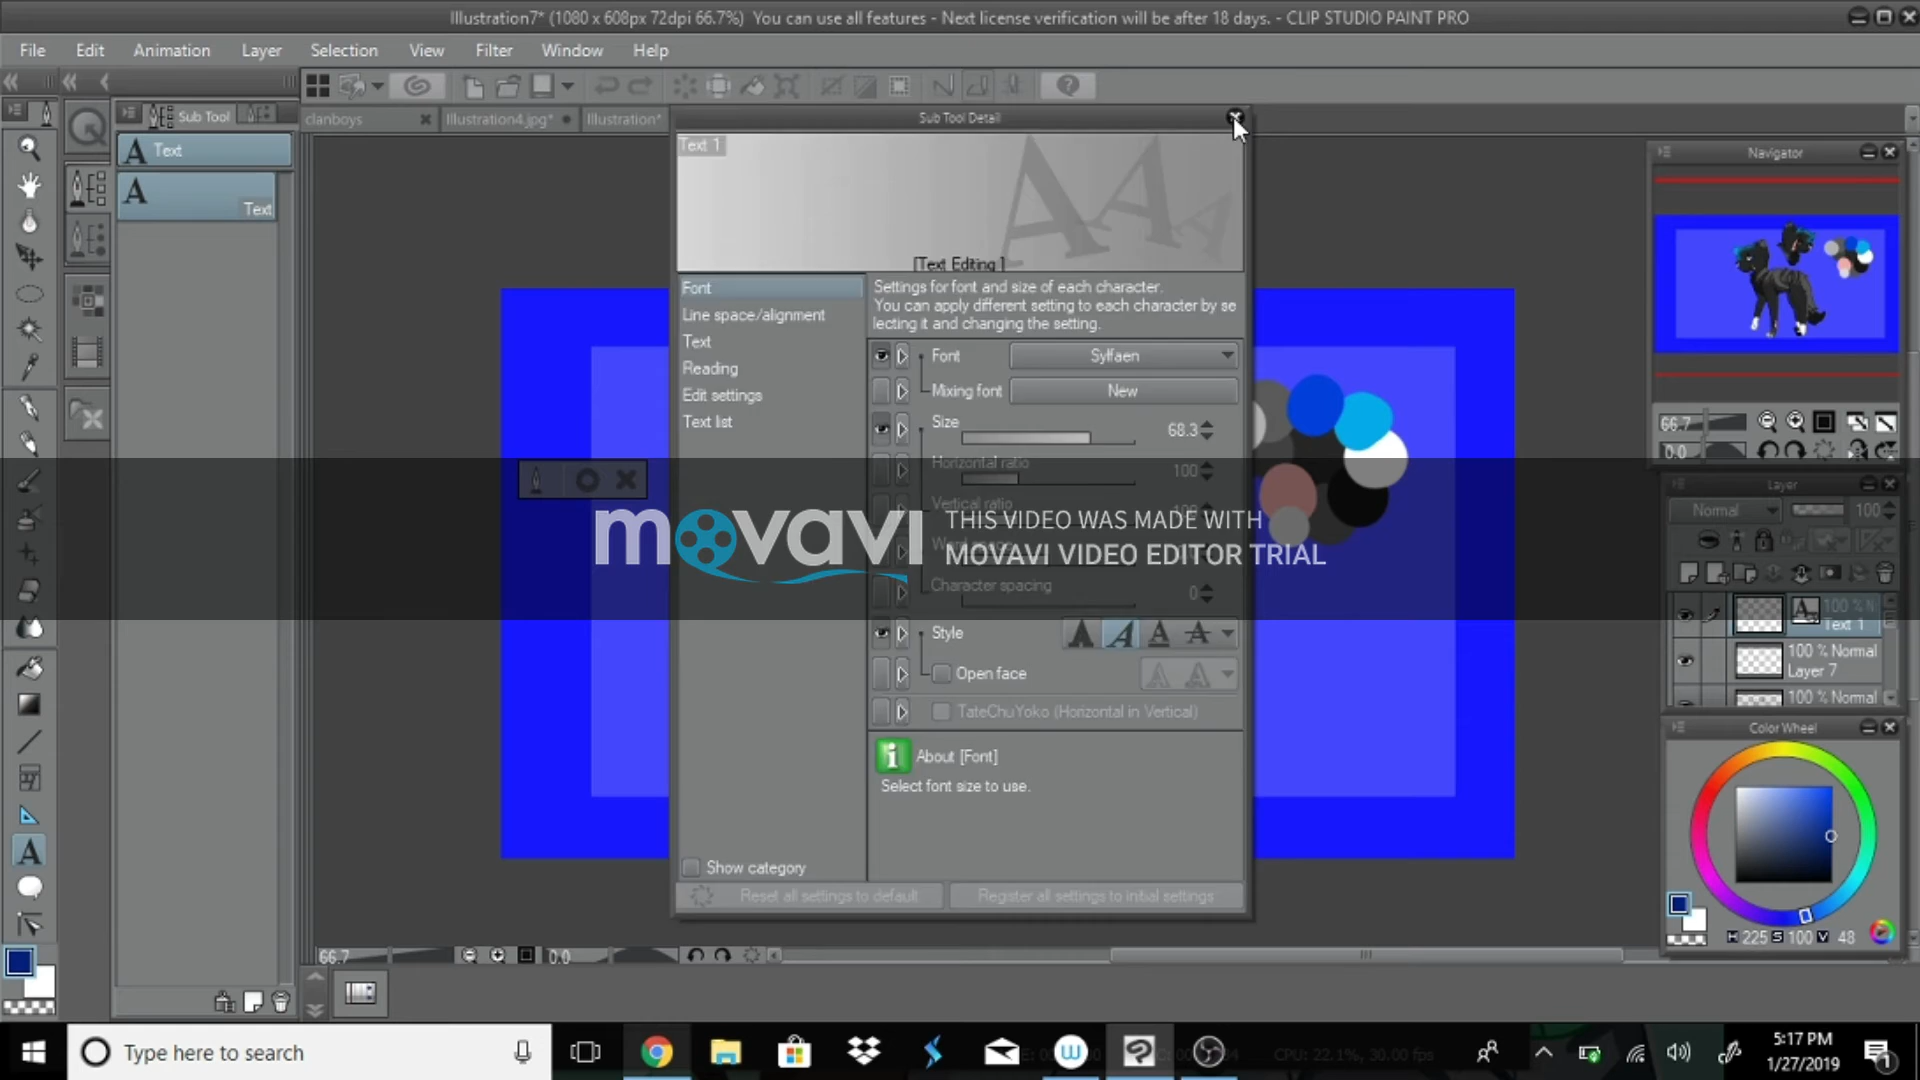 Illustration7* (1080 x 608px 72dpi 66.7%) You can use all features - Next license verification will be after 18 days. - CLIP STUDIO PAINT PRO
File Edit Animation Layer Selection View Filter Window Help
Sub Tool
clanboys Illustration4.jpg* Illustration*
Sub Tool Detail
Text
Text
Text 1
[Text Editing ]
Font
Line space/alignment
Text
Reading
Edit settings
Text list
Settings for font and size of each character.
You can apply different setting to each character by se
lecting it and changing the setting.
Font Sylfaen
Mixing font New
Size 68.3
Horizontal ratio 100
Vertical ratio
Character spacing 0
Style
Open face
TateChuYoko (Horizontal in Vertical)
About [Font]
Select font size to use.
Show category
Reset all settings to default Register all settings to initial settings
movavi THIS VIDEO WAS MADE WITH
MOVAVI VIDEO EDITOR TRIAL
Navigator
66.7
0.0
Layer
Normal 100
100 % N
Text 1
100 % Normal
Layer 7
100 % Normal
Color Wheel
H 225 S 100 V 48
66.7 0.0
Type here to search
CPU: 22.1%, 30.00 fps
5:17 PM
1/27/2019
1